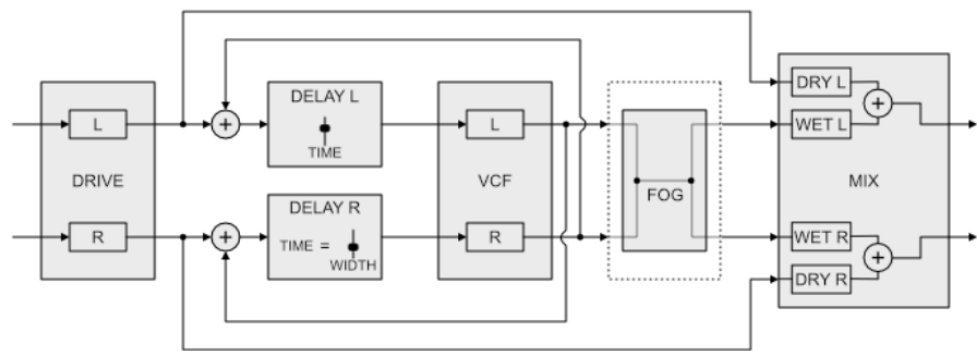 DRY L
DELAY L
L
TIME
L
WET L
DRIVE
VCF
FOG
MIX
DELAY R
R
TIME =
WIDTH
R
WET R
DRY R